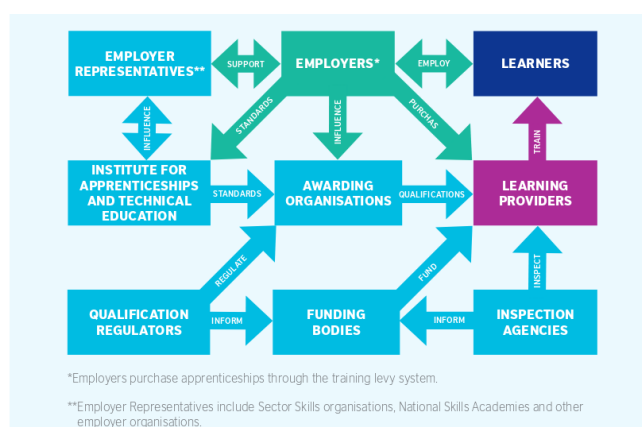 EMPLOYER
REPRESENTATIVES**
SUPPORT
EMPLOYERS*
EMPLOY
LEARNERS
INFLUENCE
STANDARDS
INFLUENCE
PURCHAS
TRAIN
INSTITUTE FOR
APPRENTICESHIPS
AND TECHNICAL
EDUCATION
STANDARDS
AWARDING
ORGANISATIONS
QUALIFICATIONS
LEARNING
PROVIDERS
REGULATE
FUND
INSPECT
QUALIFICATION
REGULATORS
INFORM
FUNDING
BODIES
INFORM
INSPECTION
AGENCIES
*Employers purchase apprenticeships through the training levy system.
**Employer Representatives include Sector Skills organisations, National Skills Academies and other
employer organisations.